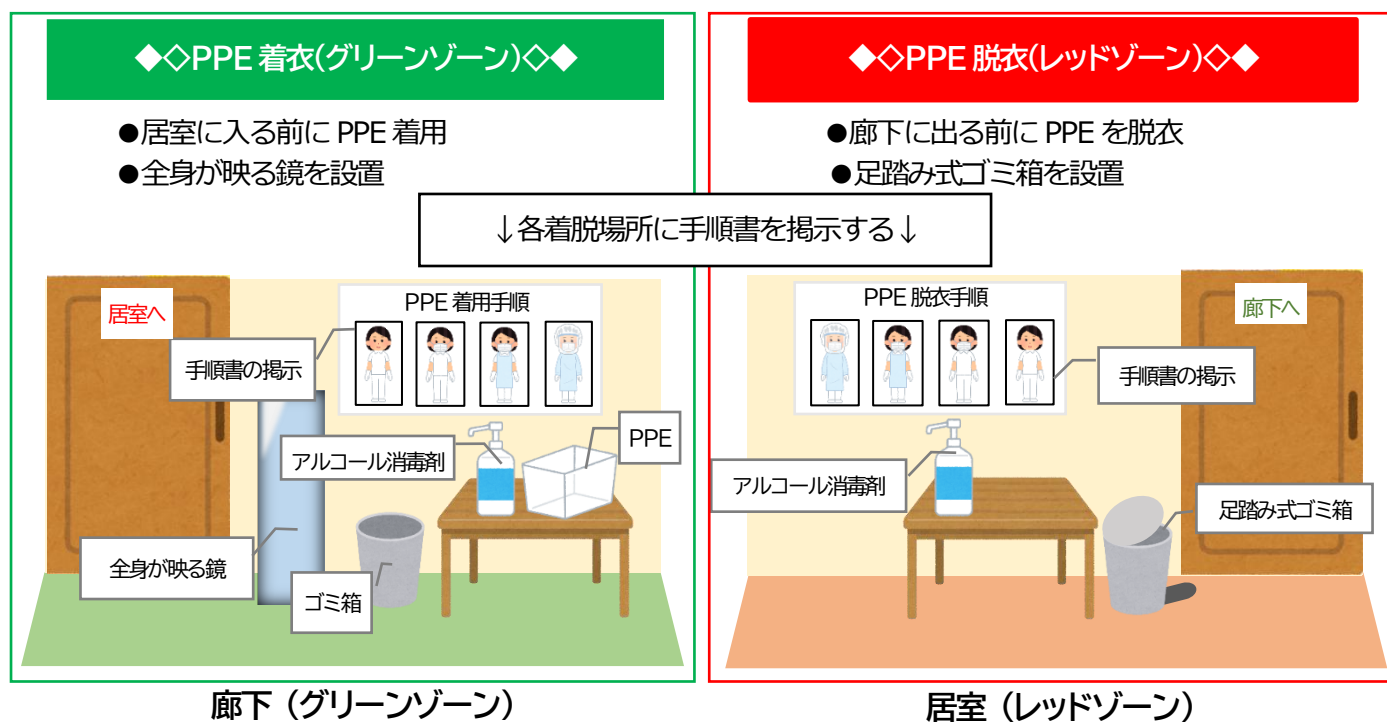 ◆◇PPE 着衣(グリーンゾーン)◇◆
●居室に入る前に PPE 着用
●全身が映る鏡を設置
◆◇PPE 脱衣(レッドゾーン)◇◆
●廊下に出る前に PPE を脱衣
●足踏み式ゴミ箱を設置
↓各着脱場所に手順書を掲示する↓
居室へ
PPE 着用手順
手順書の掲示
アルコール消毒剤
PPE
全身が映る鏡
ゴミ箱
廊下（グリーンゾーン）
PPE 脱衣手順
廊下へ
手順書の掲示
アルコール消毒剤
足踏み式ゴミ箱
居室（レッドゾーン）